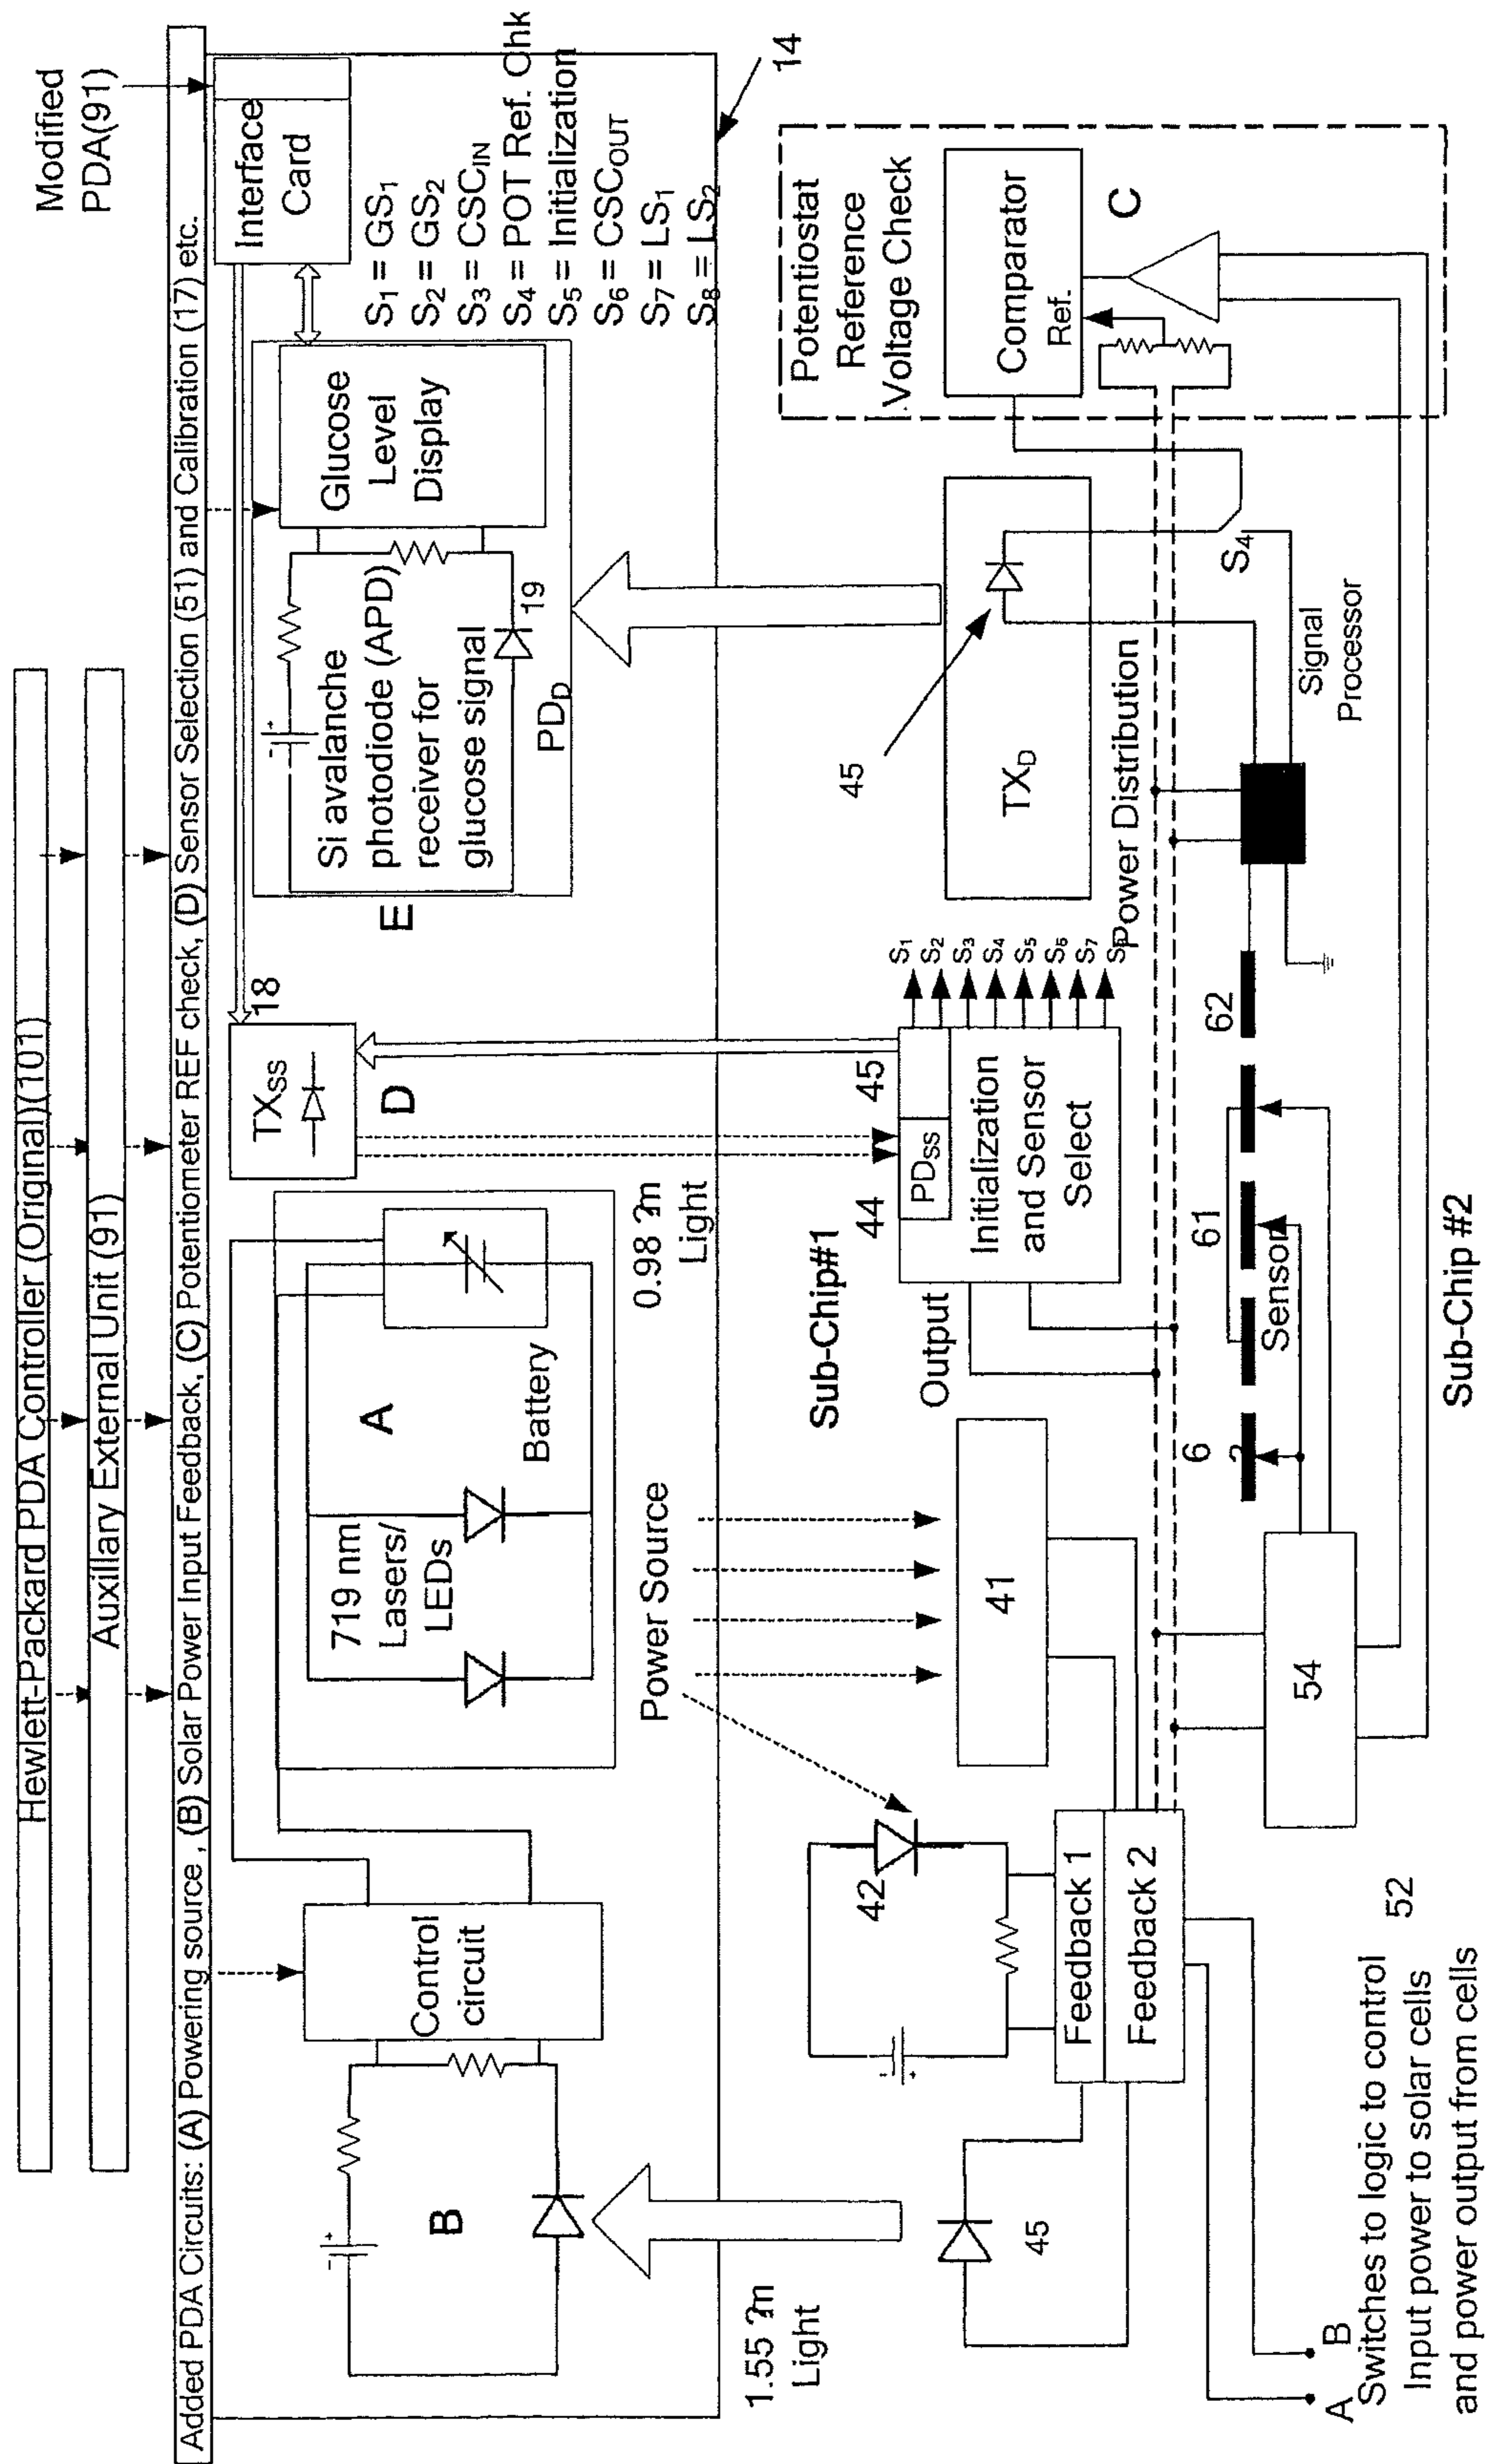 Hewlett-Packard PDA Controller (Original)(101)
Auxillary External Unit (91)
Modified
PDA(91)
Added PDA Circuits: (A) Powering source , (B) Solar Power Input Feedback, (C) Potentiometer REF check, (D) Sensor Selection (51) and Calibration (17) etc.
B
Control
circuit
A
719 nm
Lasers/
LEDs
Battery
TXSS
18
D
E
Si avalanche
photodiode (APD)
receiver for
glucose signal
19
PDD
Glucose
Level
Display
Interface
Card
S1 = GS1
S2 = GS2
S3 = CSCIN
S4 = POT Ref. Chk
S5 = Initialization
S6 = CSCOUT
S7 = LS1
S8 = LS2
14
1.55 ?m
Light
Power Source
0.98 ?m
Light
Sub-Chip#1
45
42
Feedback 1
Feedback 2
41
Output
44
45
PDSS
Initialization
and Sensor
Select
S1
S2
S3
S4
S5
S6
S7
S8
Power Distribution
45
TXD
S4
Signal
Processor
Potentiostat
Reference
Voltage Check
Comparator
Ref.
C
54
6
2
61
Sensor
62
Sub-Chip #2
A
B
52
Switches to logic to control
Input power to solar cells
and power output from cells